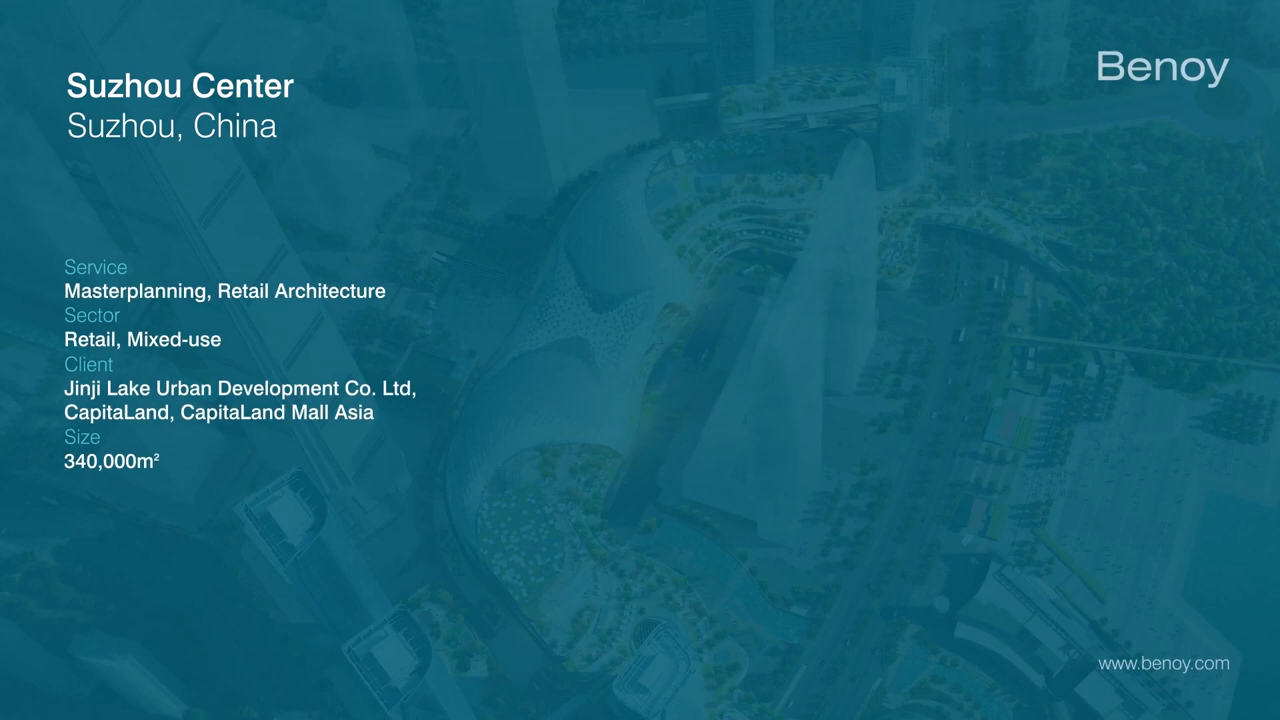 Suzhou Center
Suzhou, China
Benoy
Service
Masterplanning, Retail Architecture
Sector
Retail, Mixed-use
Client
Jinji Lake Urban Development Co. Ltd,
CapitaLand, CapitaLand Mall Asia
Size
340,000m²
www.benoy.com